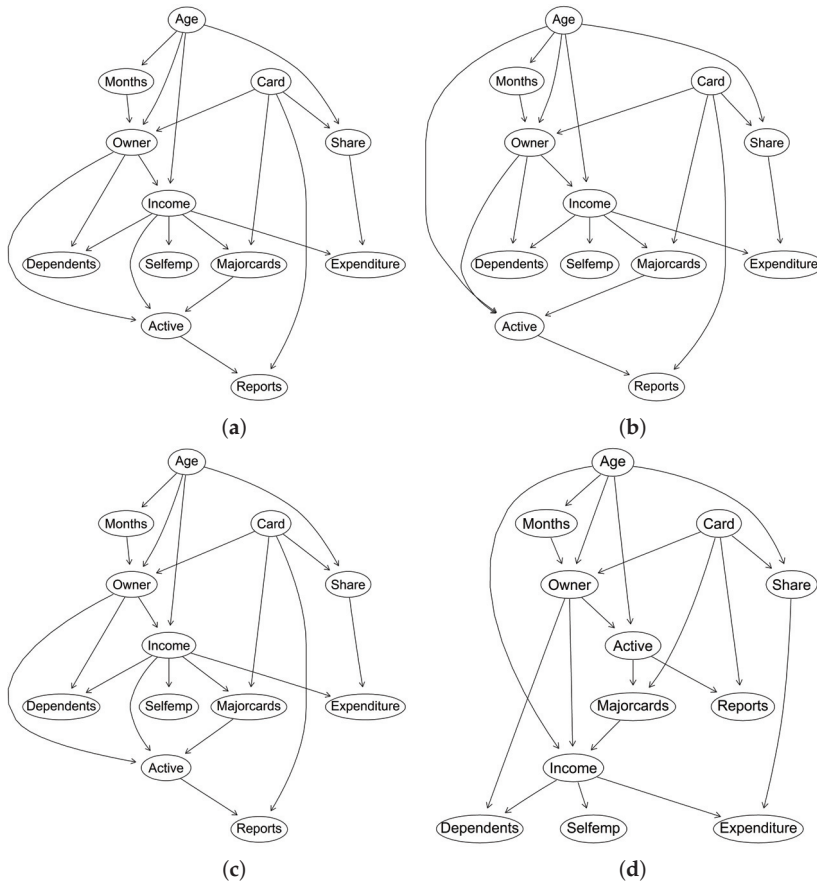 Age
Months
Card
Owner
Share
Income
Dependents
Selfemp
Majorcards
Expenditure
Active
Reports
(a)
Age
Months
Card
Owner
Share
Income
Dependents
Selfemp
Majorcards
Expenditure
Active
Reports
(b)
Age
Months
Card
Owner
Share
Income
Dependents
Selfemp
Majorcards
Expenditure
Active
Reports
(c)
Age
Months
Card
Owner
Share
Active
Majorcards
Reports
Income
Dependents
Selfemp
Expenditure
(d)